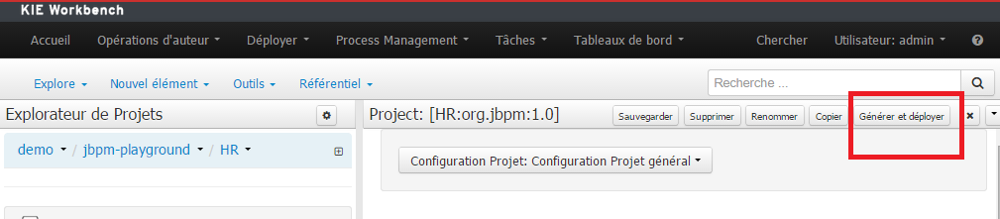 KIE Workbench
Accueil Opérations d'auteur Déployer Process Management Tâches Tableaux de bord Chercher Utilisateur: admin
Explore Nouvel élément Outils Référentiel Recherche ...
Explorateur de Projets
demo / jbpm-playground / HR
Project: [HR:org.jbpm:1.0] Sauvegarder Supprimer Renommer Copier Générer et déployer
Configuration Projet: Configuration Projet général